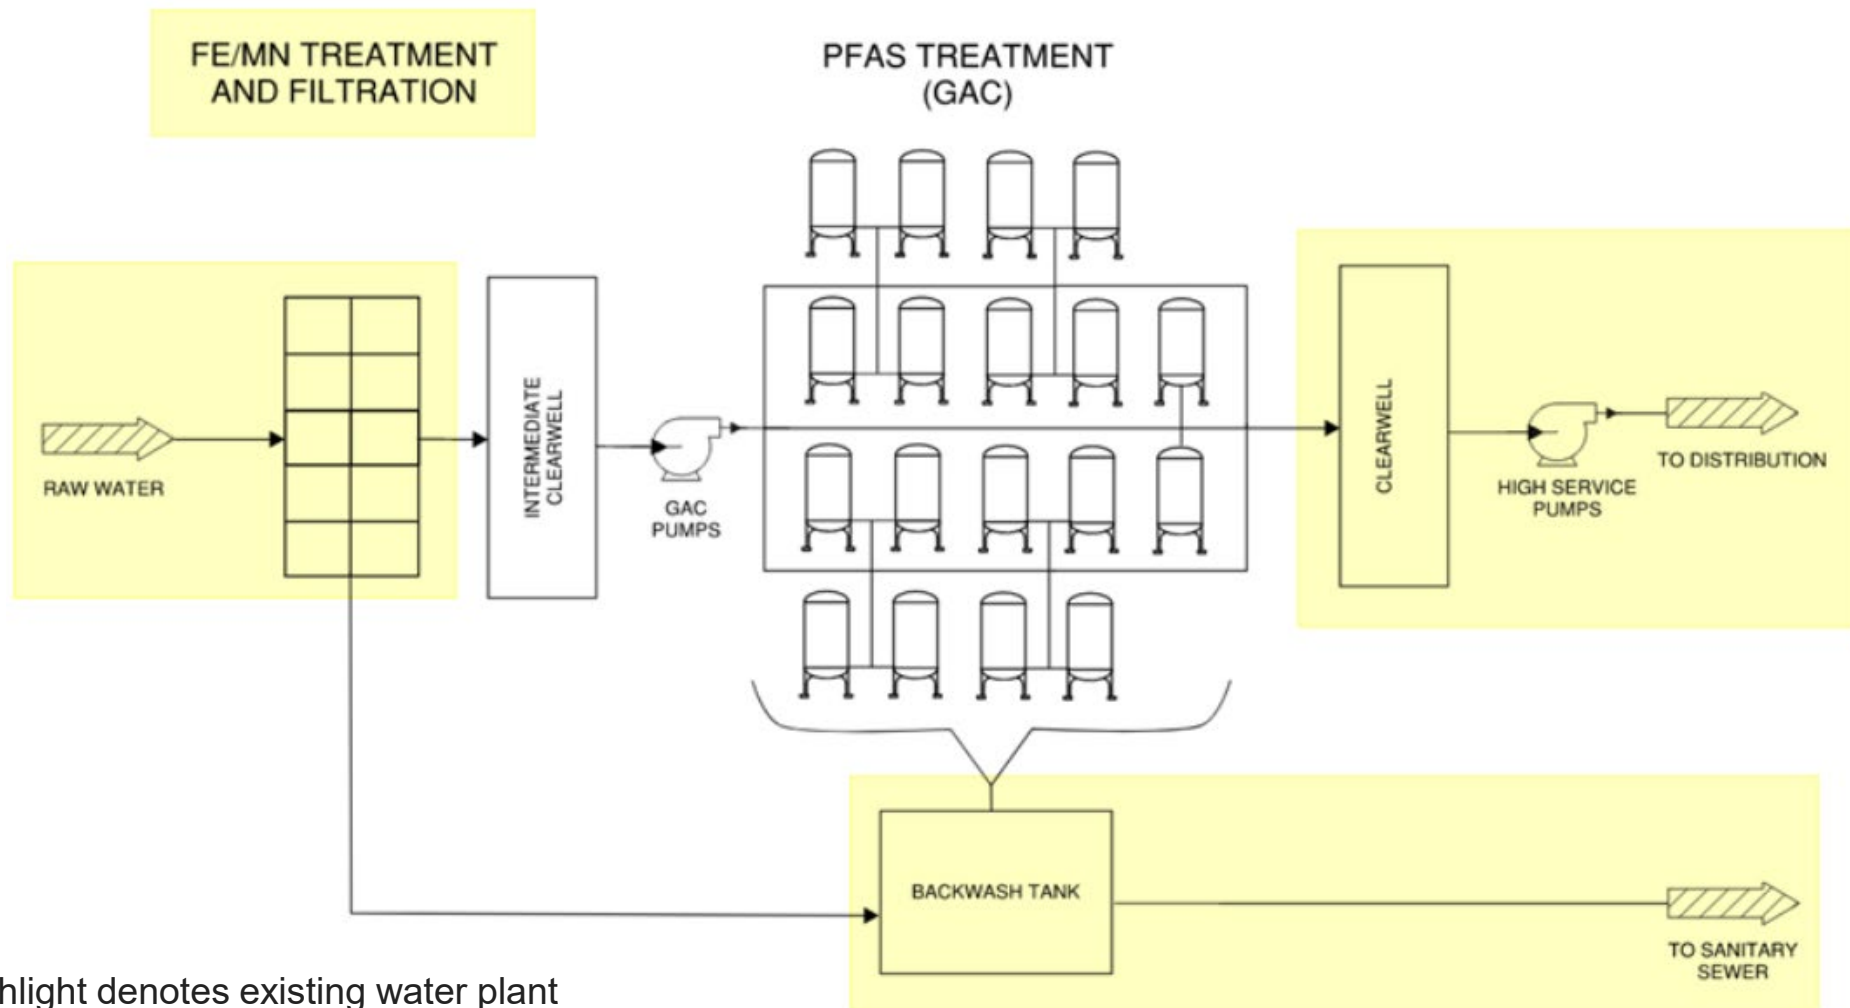 FE/MN TREATMENT
AND FILTRATION
PFAS TREATMENT
(GAC)
RAW WATER
INTERMEDIATE
CLEARWELL
GAC
PUMPS
CLEARWELL
HIGH SERVICE
PUMPS
TO DISTRIBUTION
BACKWASH TANK
TO SANITARY
SEWER
denotes existing water plant